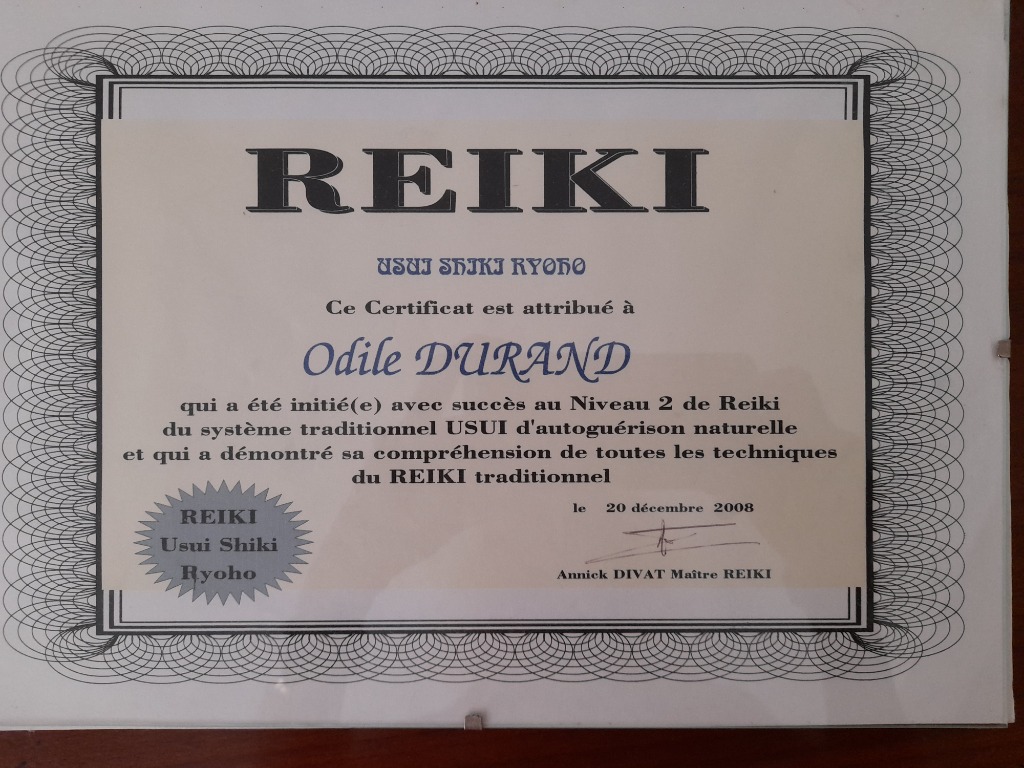 REIKI
USUI SHIKI RYOHO
Ce Certificat est attribué à
Odile DURAND
qui a été initié(e) avec succès au Niveau 2 de Reiki
du système traditionnel USUI d'autoguérison naturelle
et qui a démontré sa compréhension de toutes les techniques
du REIKI traditionnel
le 20 décembre 2008
Annick DIVAT Maître REIKI
REIKI
Usui Shiki
Ryoho